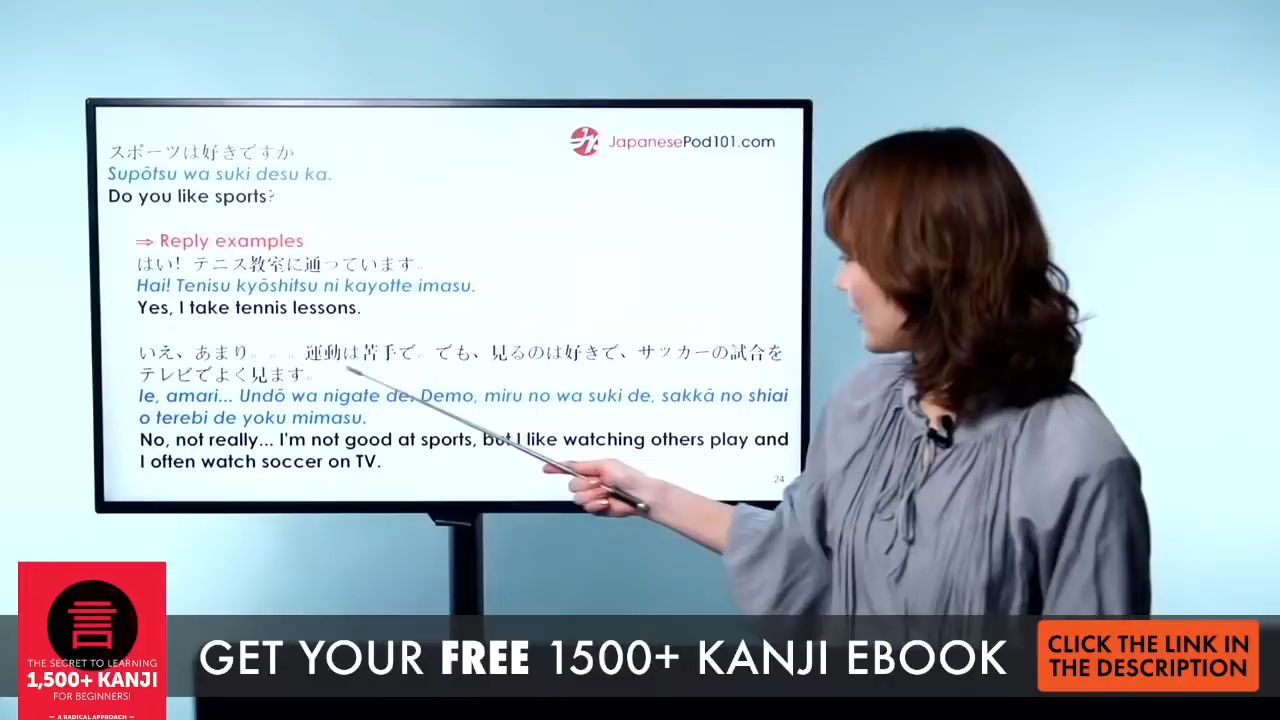 JapanesePod101.com
スポーツは好きですか
Supōtsu wa suki desu ka.
Do you like sports?
⇒ Reply examples
はい! テニス教室に通っています。
Hai! Tenisu kyōshitsu ni kayotte imasu.
Yes, I take tennis lessons.
いえ、あまり。。。運動は苦手で。でも、見るのは好きで、サッカーの試合を
テレビでよく見ます。
Ie, amari... Undō wa nigate de. Demo, miru no wa suki de, sakkā no shiai
o terebi de yoku mimasu.
No, not really... I'm not good at sports, but I like watching others play and
I often watch soccer on TV.
24
言
THE SECRET TO LEARNING
1,500+ KANJI
FOR BEGINNERS!
— A RADICAL APPROACH —
GET YOUR FREE 1500+ KANJI EBOOK
CLICK THE LINK IN
THE DESCRIPTION